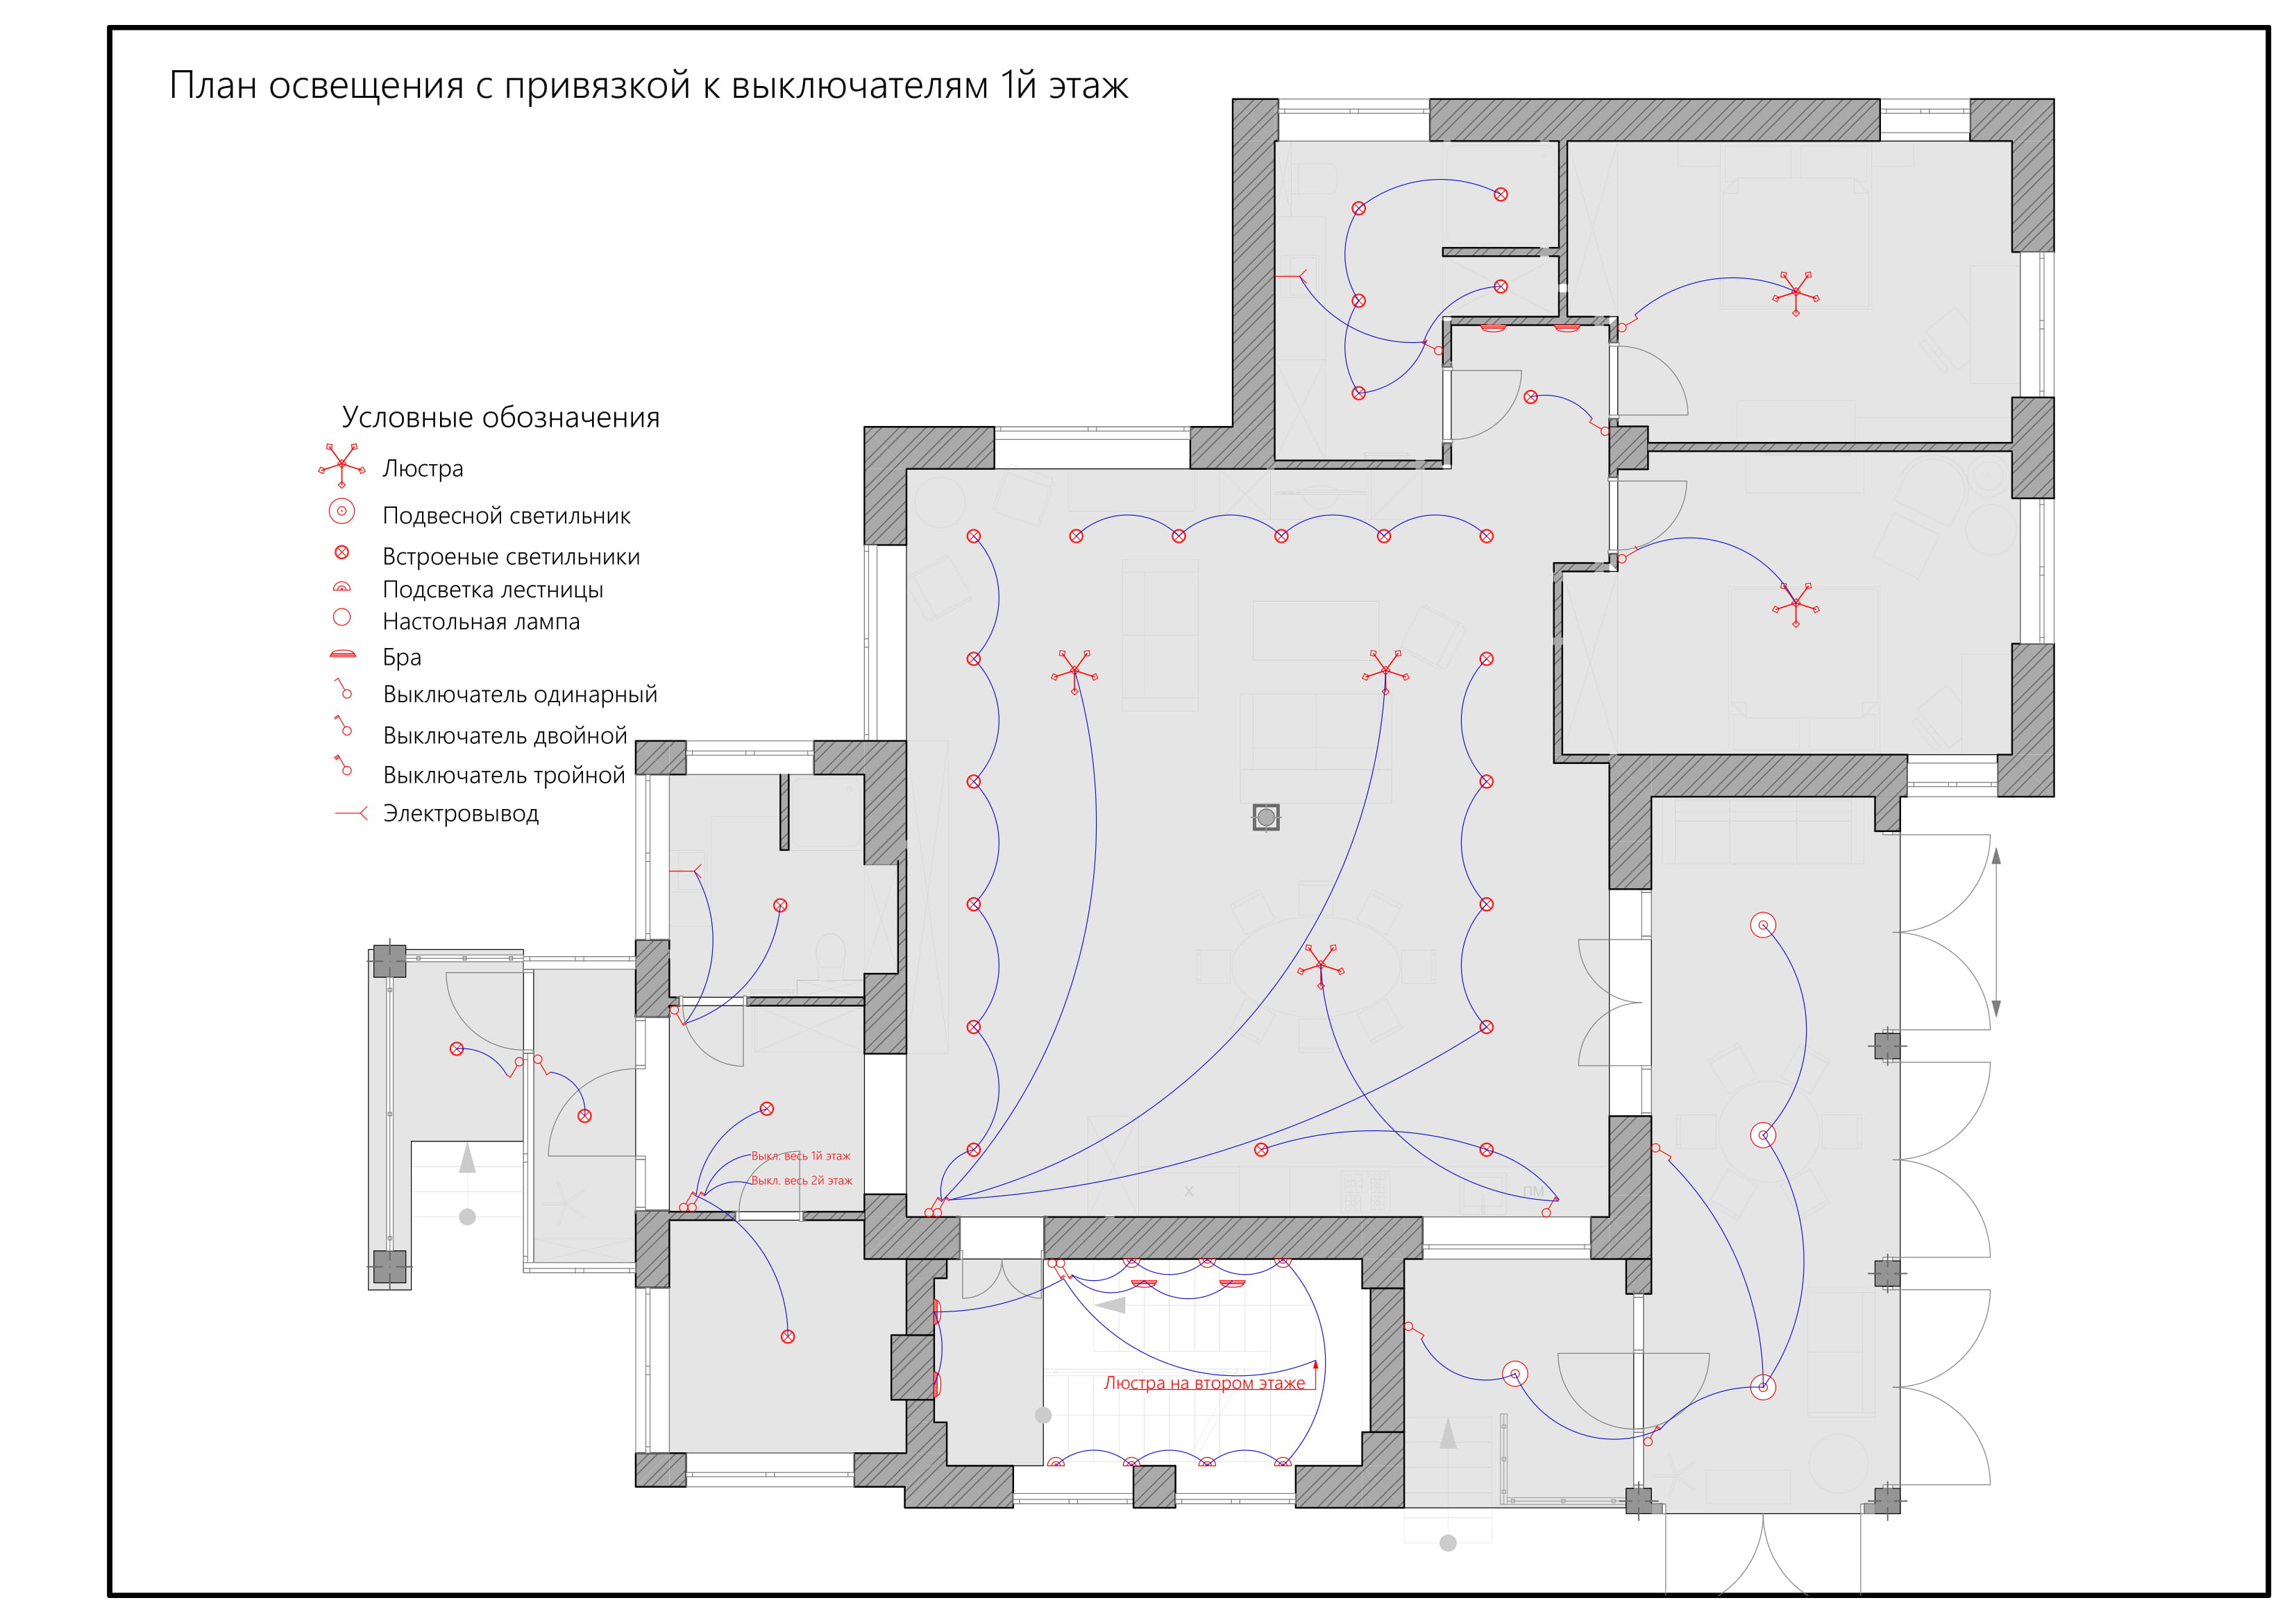 План освещения с привязкой к выключателям 1й этаж
Условные обозначения
Люстра
Подвесной светильник
Встроеные светильники
Подсветка лестницы
Настольная лампа
Бра
Выключатель одинарный
Выключатель двойной
Выключатель тройной
Электровывод
Выкл. весь 1й этаж
Выкл. весь 2й этаж
Х
ПМ
Люстра на втором этаже